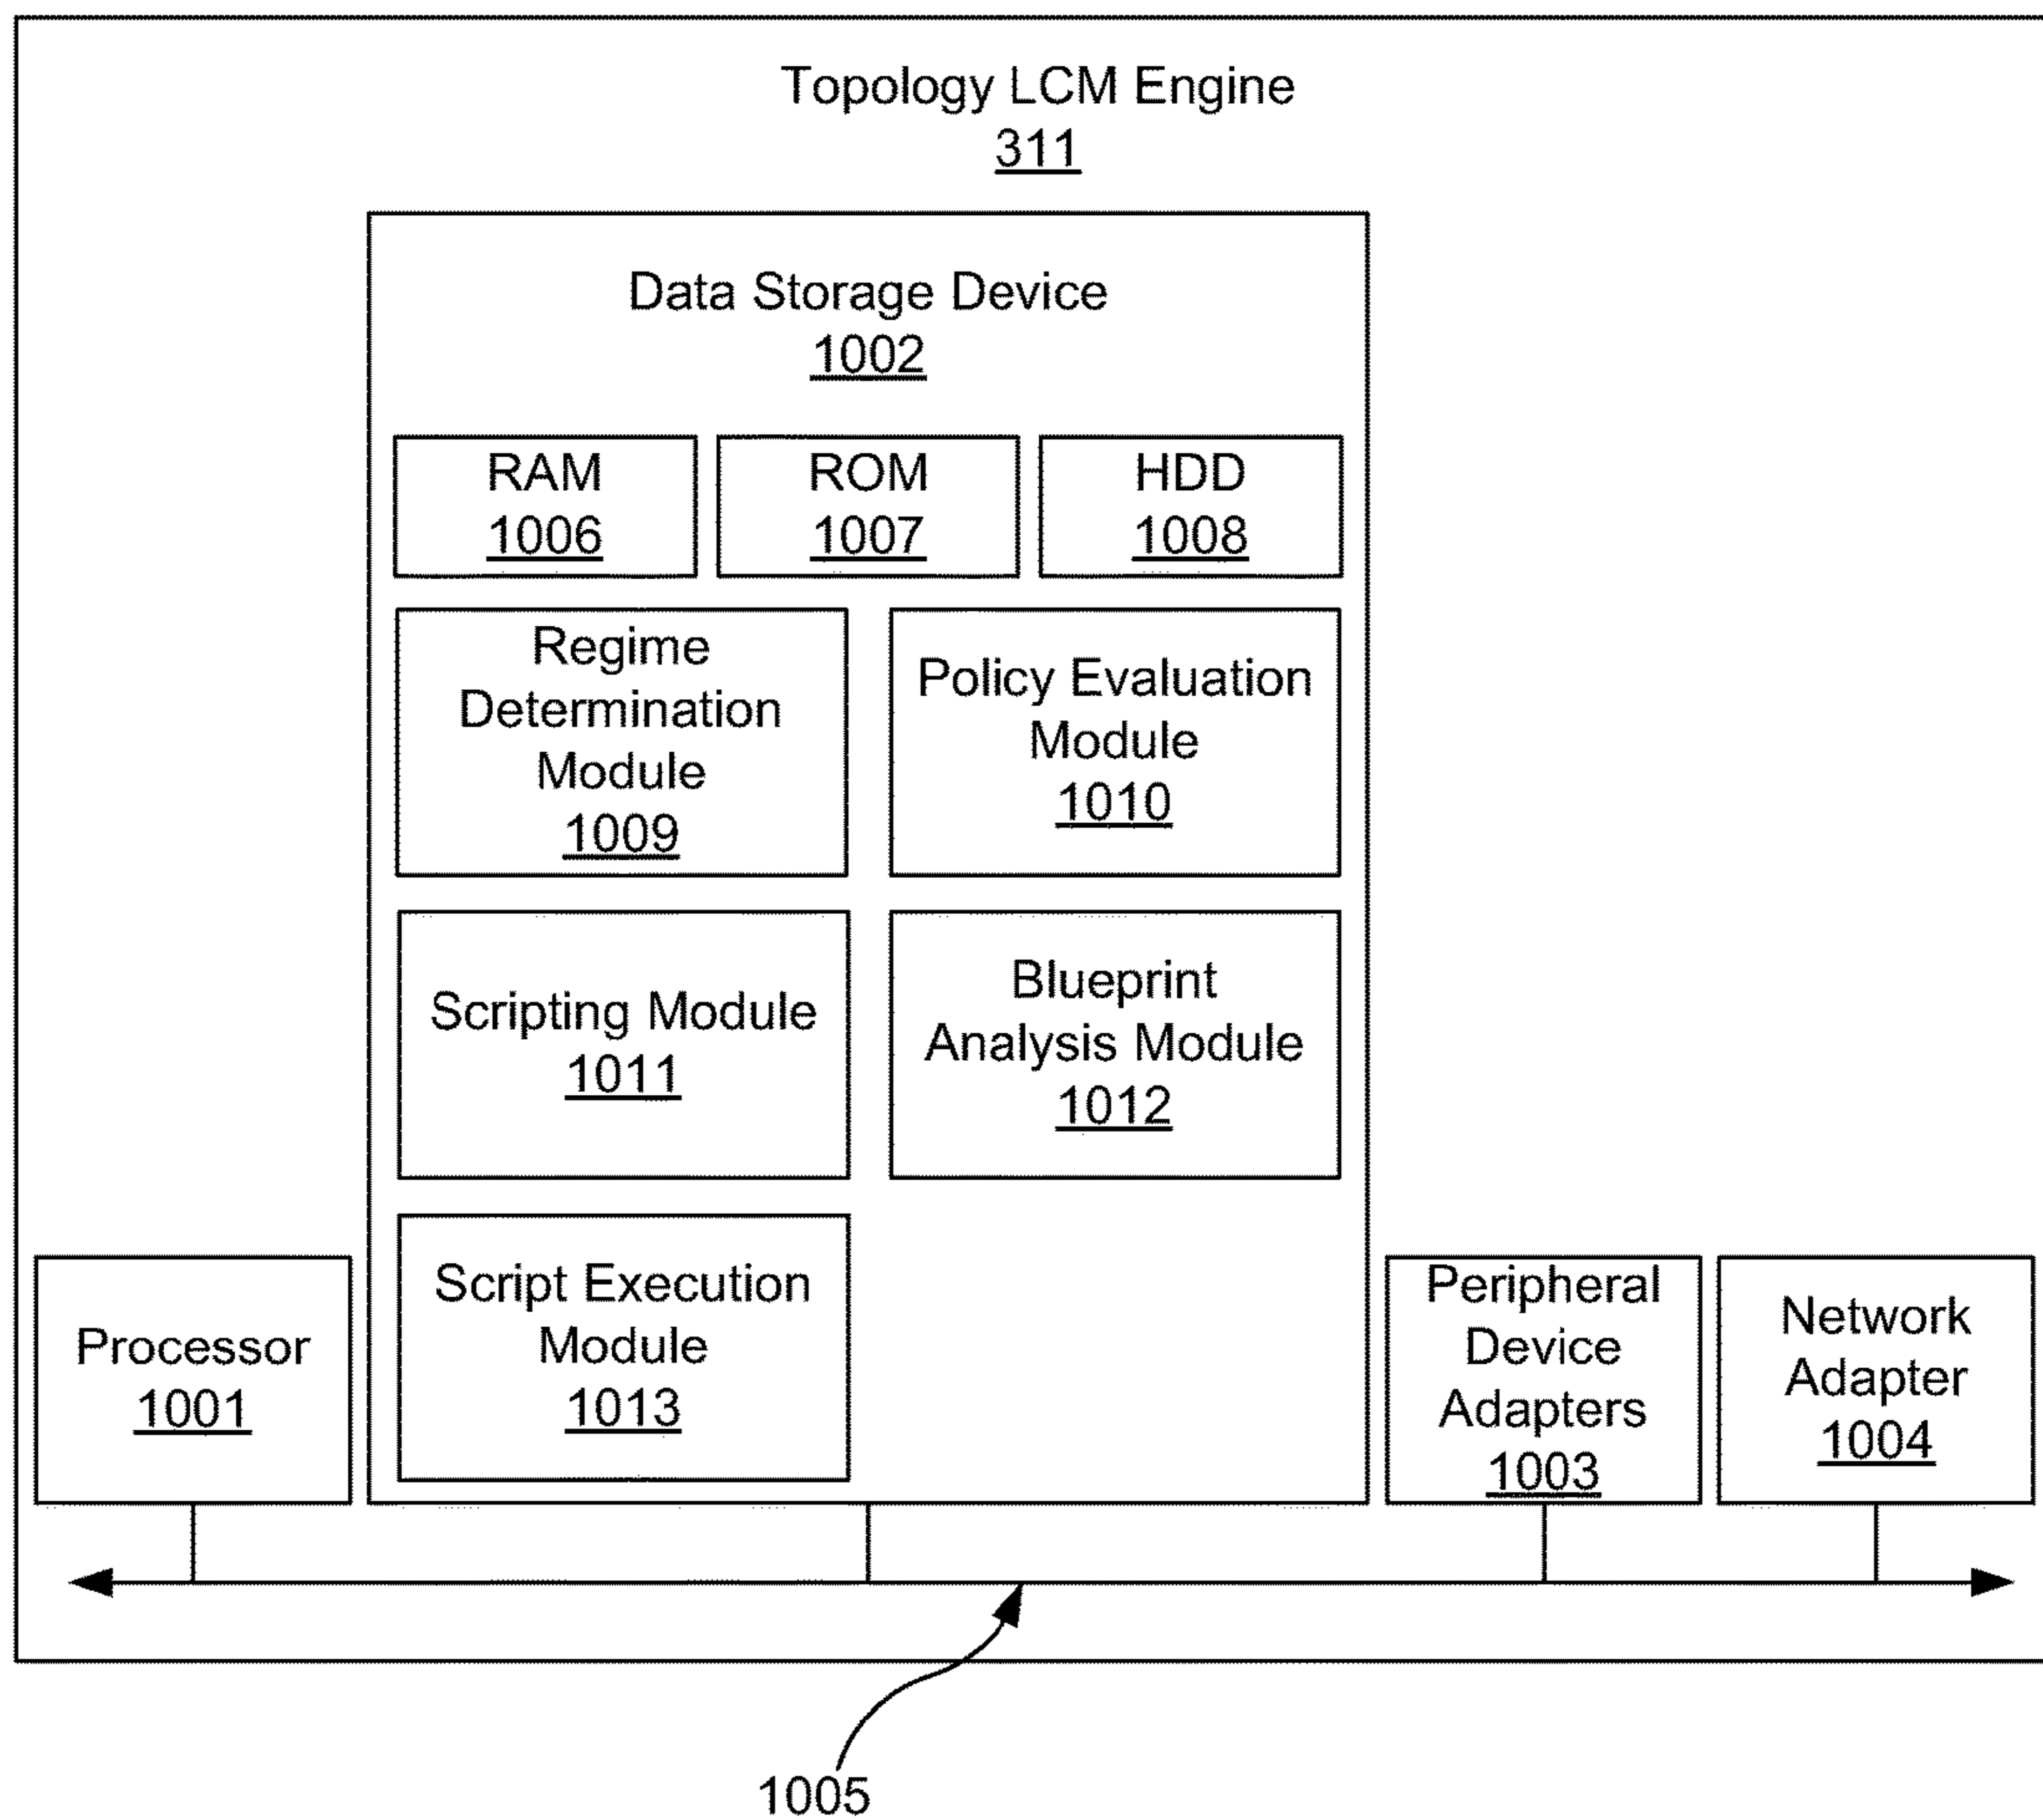 Topology LCM Engine
311
Data Storage Device
1002
RAM
1006
ROM
1007
HDD
1008
Regime
Determination
Module
1009
Policy Evaluation
Module
1010
Scripting Module
1011
Blueprint
Analysis Module
1012
Script Execution
Module
1013
Processor
1001
Peripheral
Device
Adapters
1003
Network
Adapter
1004
1005